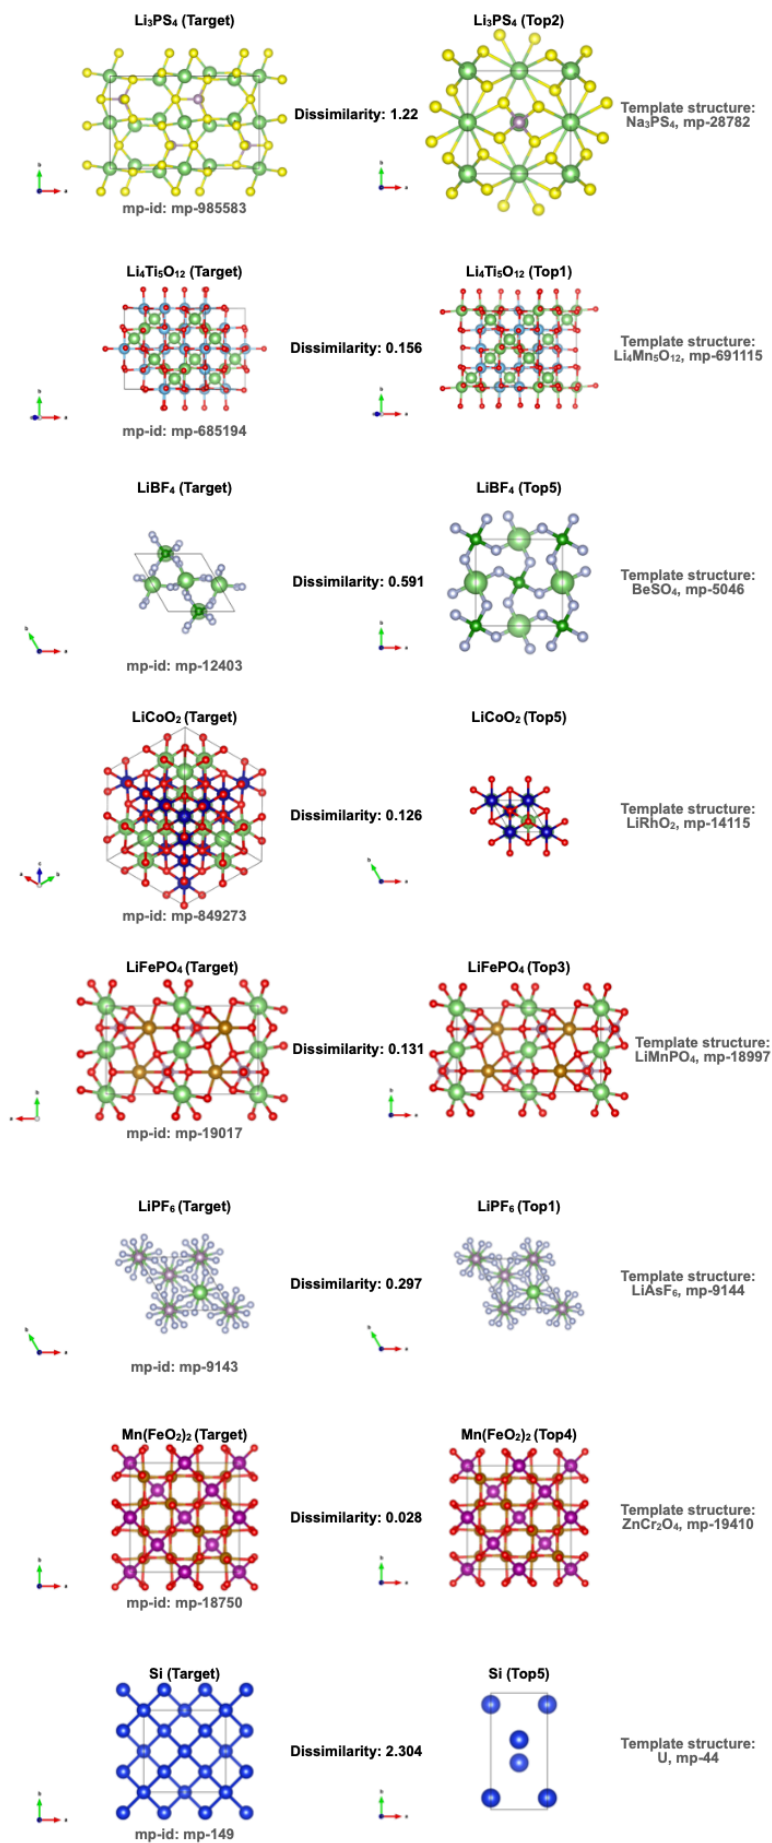 Li₃PS₄ (Target)
Li₃PS₄ (Top2)
Dissimilarity: 1.22
Template structure:
Na₃PS₄, mp-28782
mp-id: mp-985583
Li₄Ti₅O₁₂ (Target)
Li₄Ti₅O₁₂ (Top1)
Dissimilarity: 0.156
Template structure:
Li₄Mn₅O₁₂, mp-691115
mp-id: mp-685194
LiBF₄ (Target)
LiBF₄ (Top5)
Dissimilarity: 0.591
Template structure:
BeSO₄, mp-5046
mp-id: mp-12403
LiCoO₂ (Target)
LiCoO₂ (Top5)
Dissimilarity: 0.126
Template structure:
LiRhO₂, mp-14115
mp-id: mp-849273
LiFePO₄ (Target)
LiFePO₄ (Top3)
Dissimilarity: 0.131
Template structure:
LiMnPO₄, mp-18997
mp-id: mp-19017
LiPF₆ (Target)
LiPF₆ (Top1)
Dissimilarity: 0.297
Template structure:
LiAsF₆, mp-9144
mp-id: mp-9143
Mn(FeO₂)₂ (Target)
Mn(FeO₂)₂ (Top4)
Dissimilarity: 0.028
Template structure:
ZnCr₂O₄, mp-19410
mp-id: mp-18750
Si (Target)
Si (Top5)
Dissimilarity: 2.304
Template structure:
U, mp-44
mp-id: mp-149